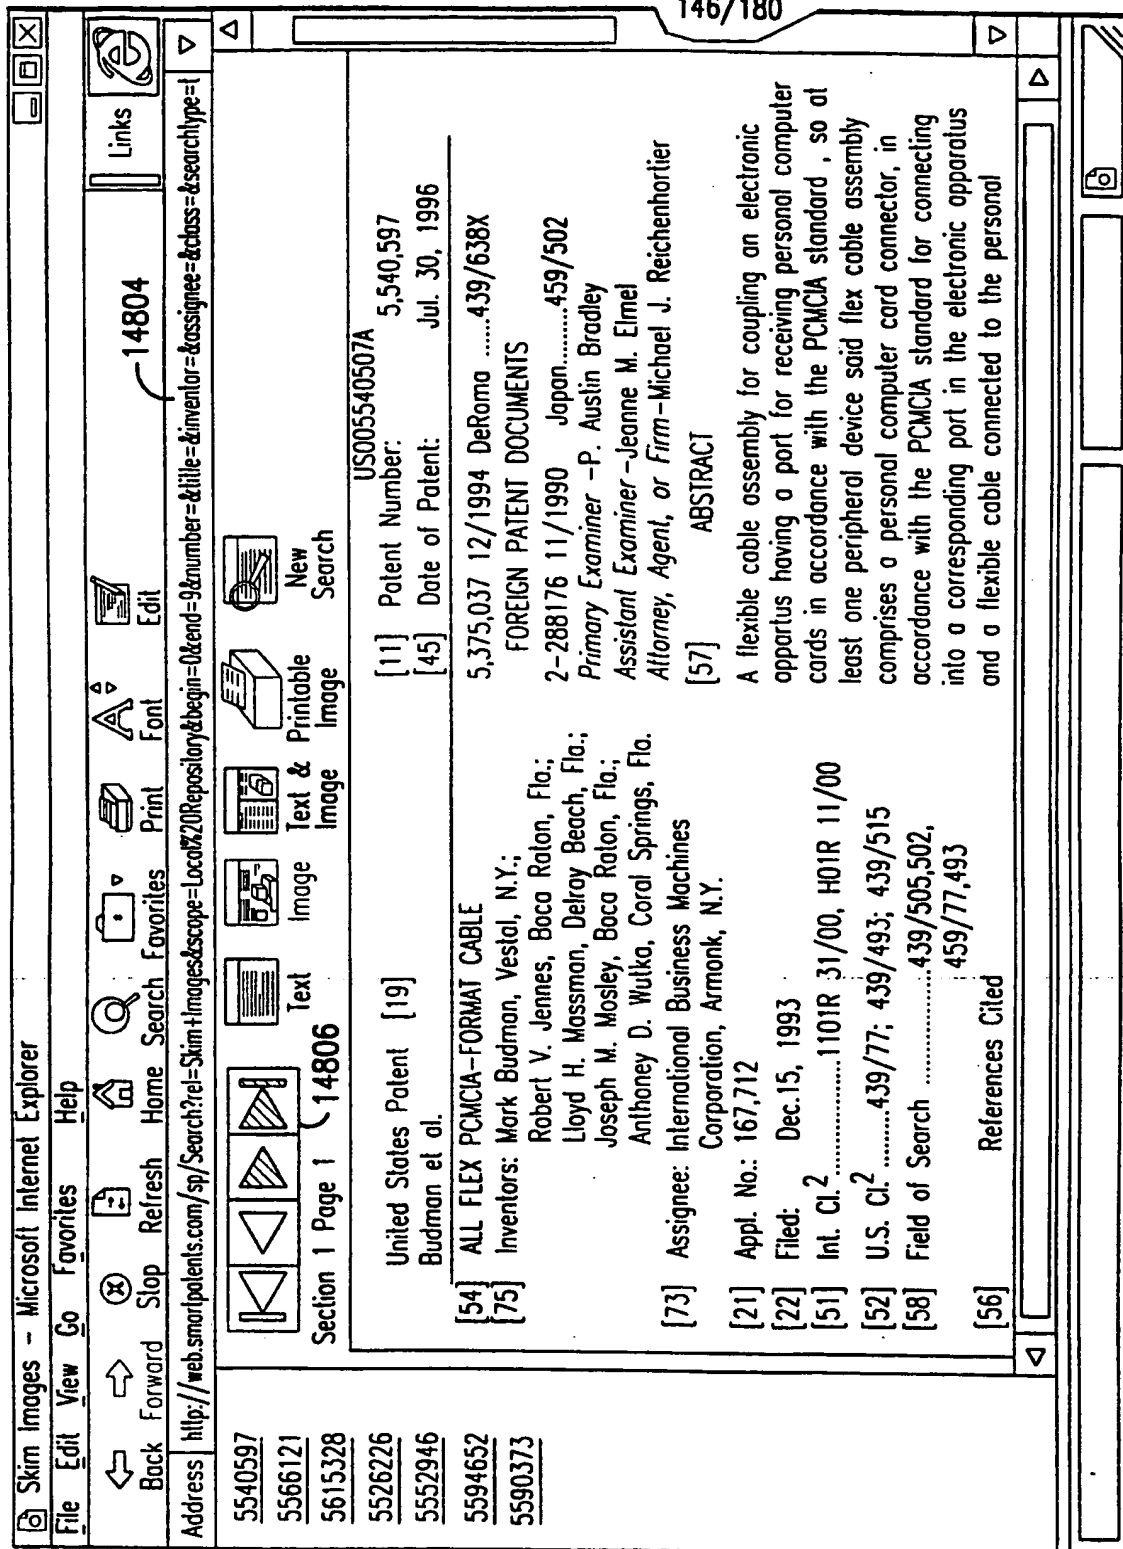 146/180
Skim Images – Microsoft Internet Explorer
File Edit View Go Favorites Help
Back Forward Stop Refresh Home Search Favorites Print Font Edit
Links
Address http://web.smartpatents.com/sp/Search?rel=Skim+Images&scope=Local%20Repository&begin=0&end=9&number=&title=&inventor=&assignee=&class=&searchtype=t
14804
5540597
5566121
5615328
5526226
5552946
5594652
5590373
Section 1 Page 1
14806
Text
Image
Text & Image
Printable Image
New Search
United States Patent [19]
Budman et al.
US005540507A
[11] Patent Number: 5,540,597
[45] Date of Patent: Jul. 30, 1996
[54] ALL FLEX PCMCIA-FORMAT CABLE
[75] Inventors: Mark Budman, Vestal, N.Y.;
Robert V. Jennes, Boca Raton, Fla.;
Lloyd H. Massman, Delray Beach, Fla.;
Joseph M. Mosley, Boca Raton, Fla.;
Anthoney D. Wutka, Coral Springs, Fla.
[73] Assignee: International Business Machines
Corporation, Armonk, N.Y.
[21] Appl. No.: 167,712
[22] Filed: Dec.15, 1993
[51] Int. Cl.2 ..................1101R 31/00, H01R 11/00
[52] U.S. Cl.2 .........439/77; 439/493; 439/515
[58] Field of Search ..................439/505,502,
459/77,493
[56] References Cited
5,375,037 12/1994 DeRoma ......439/638X
FOREIGN PATENT DOCUMENTS
2-288176 11/1990 Japan.........459/502
Primary Examiner -P. Austin Bradley
Assistant Examiner-Jeanne M. Elmel
Attorney, Agent, or Firm-Michael J. Reichenhortier
[57] ABSTRACT
A flexible cable assembly for coupling an electronic
appartus having a port for receiving personal computer
cards in accordance with the PCMCIA standard , so at
least one peripheral device said flex cable assembly
comprises a personal computer card connector, in
accordance with the PCMCIA standard for connecting
into a corresponding port in the electronic apparatus
and a flexible cable connected to the personal